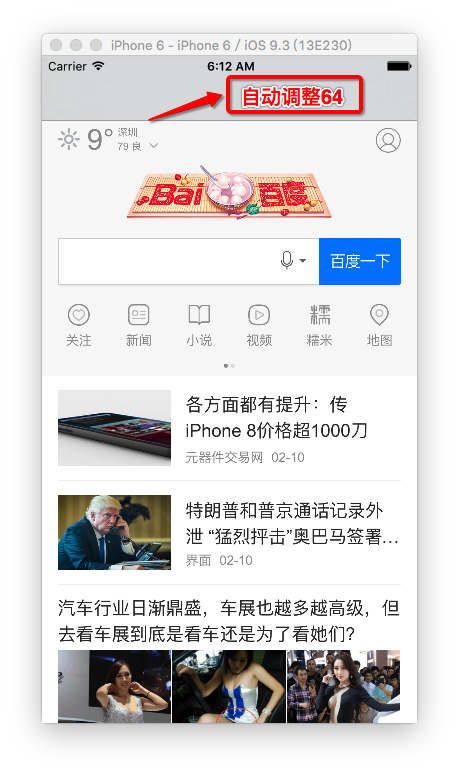 iPhone 6 - iPhone 6 / iOS 9.3 (13E230)
Carrier
6:12 AM
自动调整64
9°
深圳
79 良
Bai 百度
百度一下
关注
新闻
小说
视频
糯
糯米
地图
各方面都有提升：传
iPhone 8价格超1000刀
元器件交易网 02-10
特朗普和普京通话记录外
泄 “猛烈抨击”奥巴马签署...
界面 02-10
汽车行业日渐鼎盛，车展也越多越高级，但
去看车展到底是看车还是为了看她们?